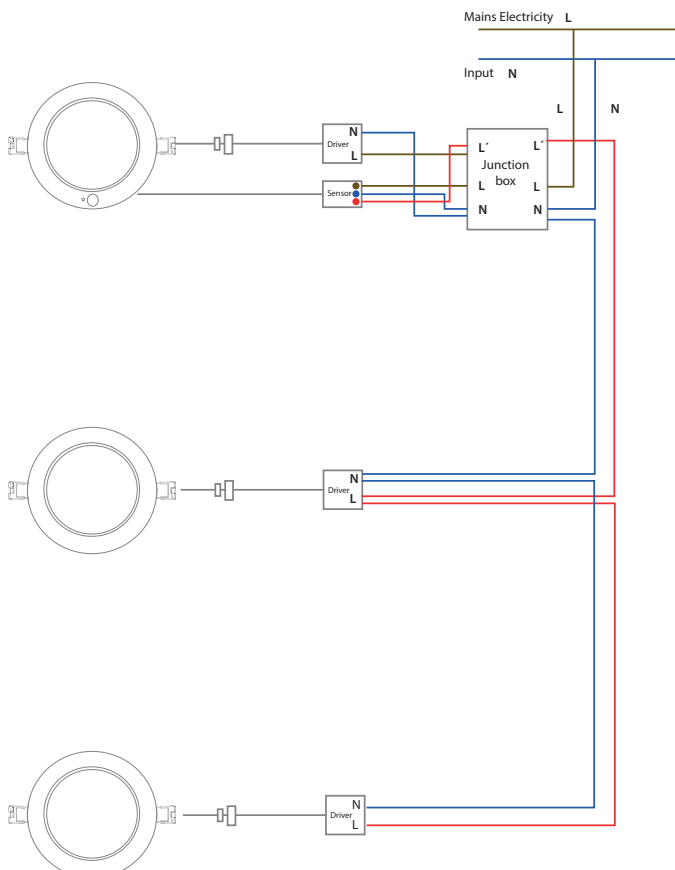 Mains Electricity L
Input N
L N
N
Driver
L
L´ L´
Junction
box
Sensor
L L
N N
N
Driver
L
N
Driver
L